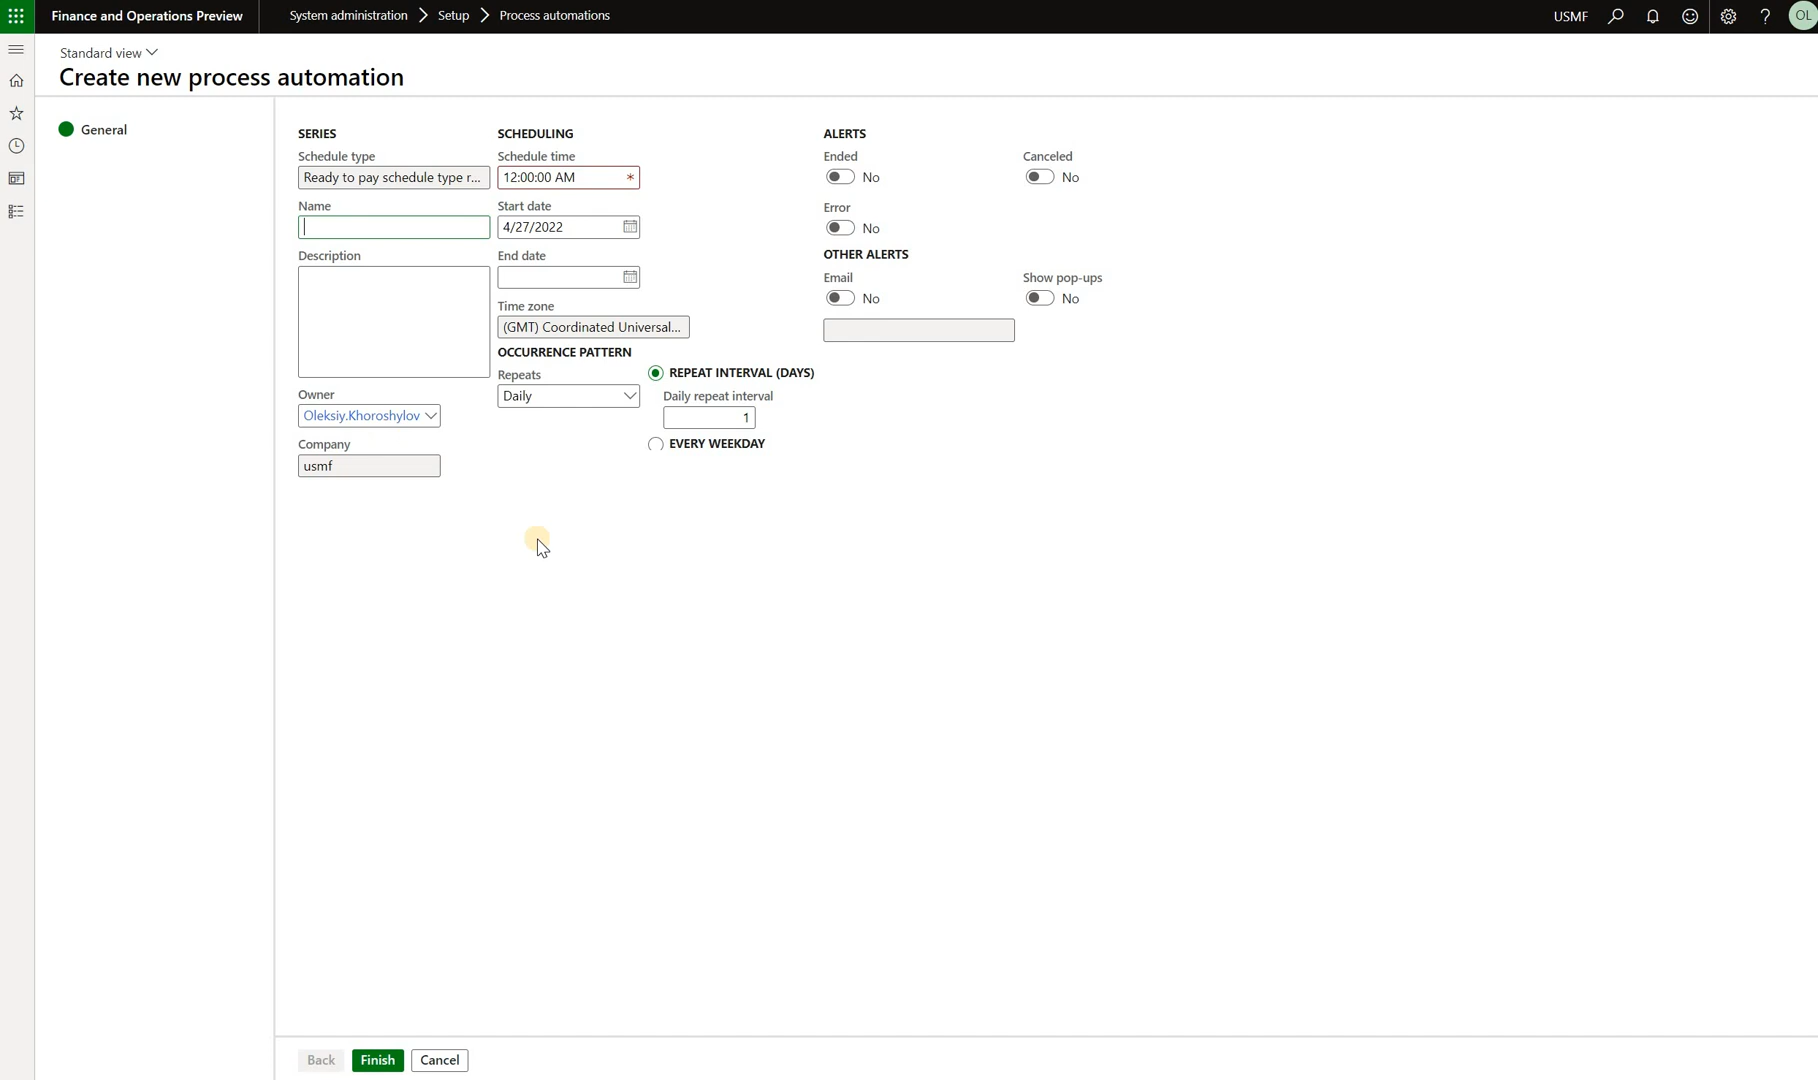 Finance and Operations Preview
System administration
Setup
Process automations
USMF
OL
Standard view
Create new process automation
General
SERIES
Schedule type
Ready to pay schedule type r...
Name
Description
Owner
Oleksiy.Khoroshylov
Company
usmf
SCHEDULING
Schedule time
12:00:00 AM *
Start date
4/27/2022
End date
Time zone
(GMT) Coordinated Universal...
OCCURRENCE PATTERN
Repeats
Daily
REPEAT INTERVAL (DAYS)
Daily repeat interval
1
EVERY WEEKDAY
ALERTS
Ended
No
Canceled
No
Error
No
OTHER ALERTS
Email
No
Show pop-ups
No
Back
Finish
Cancel